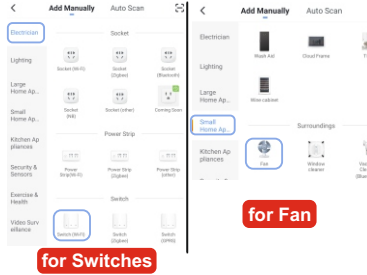 Add Manually Auto Scan
Electrician
Socket
Lighting
Socket (Wi-Fi)
Socket
(Zigbee)
Socket
(Bluetooth)
Large
Home Ap...
Socket
(NB)
Socket (other)
Coming Soon
Small
Home Ap...
Power Strip
Kitchen Ap
pliances
Power
Strip(Wi-Fi)
Power Strip
(Zigbee)
Power Strip
(other)
Security &
Sensors
Exercise &
Health
Switch
Video Surv
eillance
Switch (Wi-Fi)
Switch
(Zigbee)
Switch
(GPRS)
for Switches
Add Manually Auto Scan
Electrician
Cloud Frame
Lighting
Large
Home Ap...
Wine cabinet
Small
Home Ap...
Surroundings
Kitchen Ap
pliances
Fan
Window
cleaner
for Fan